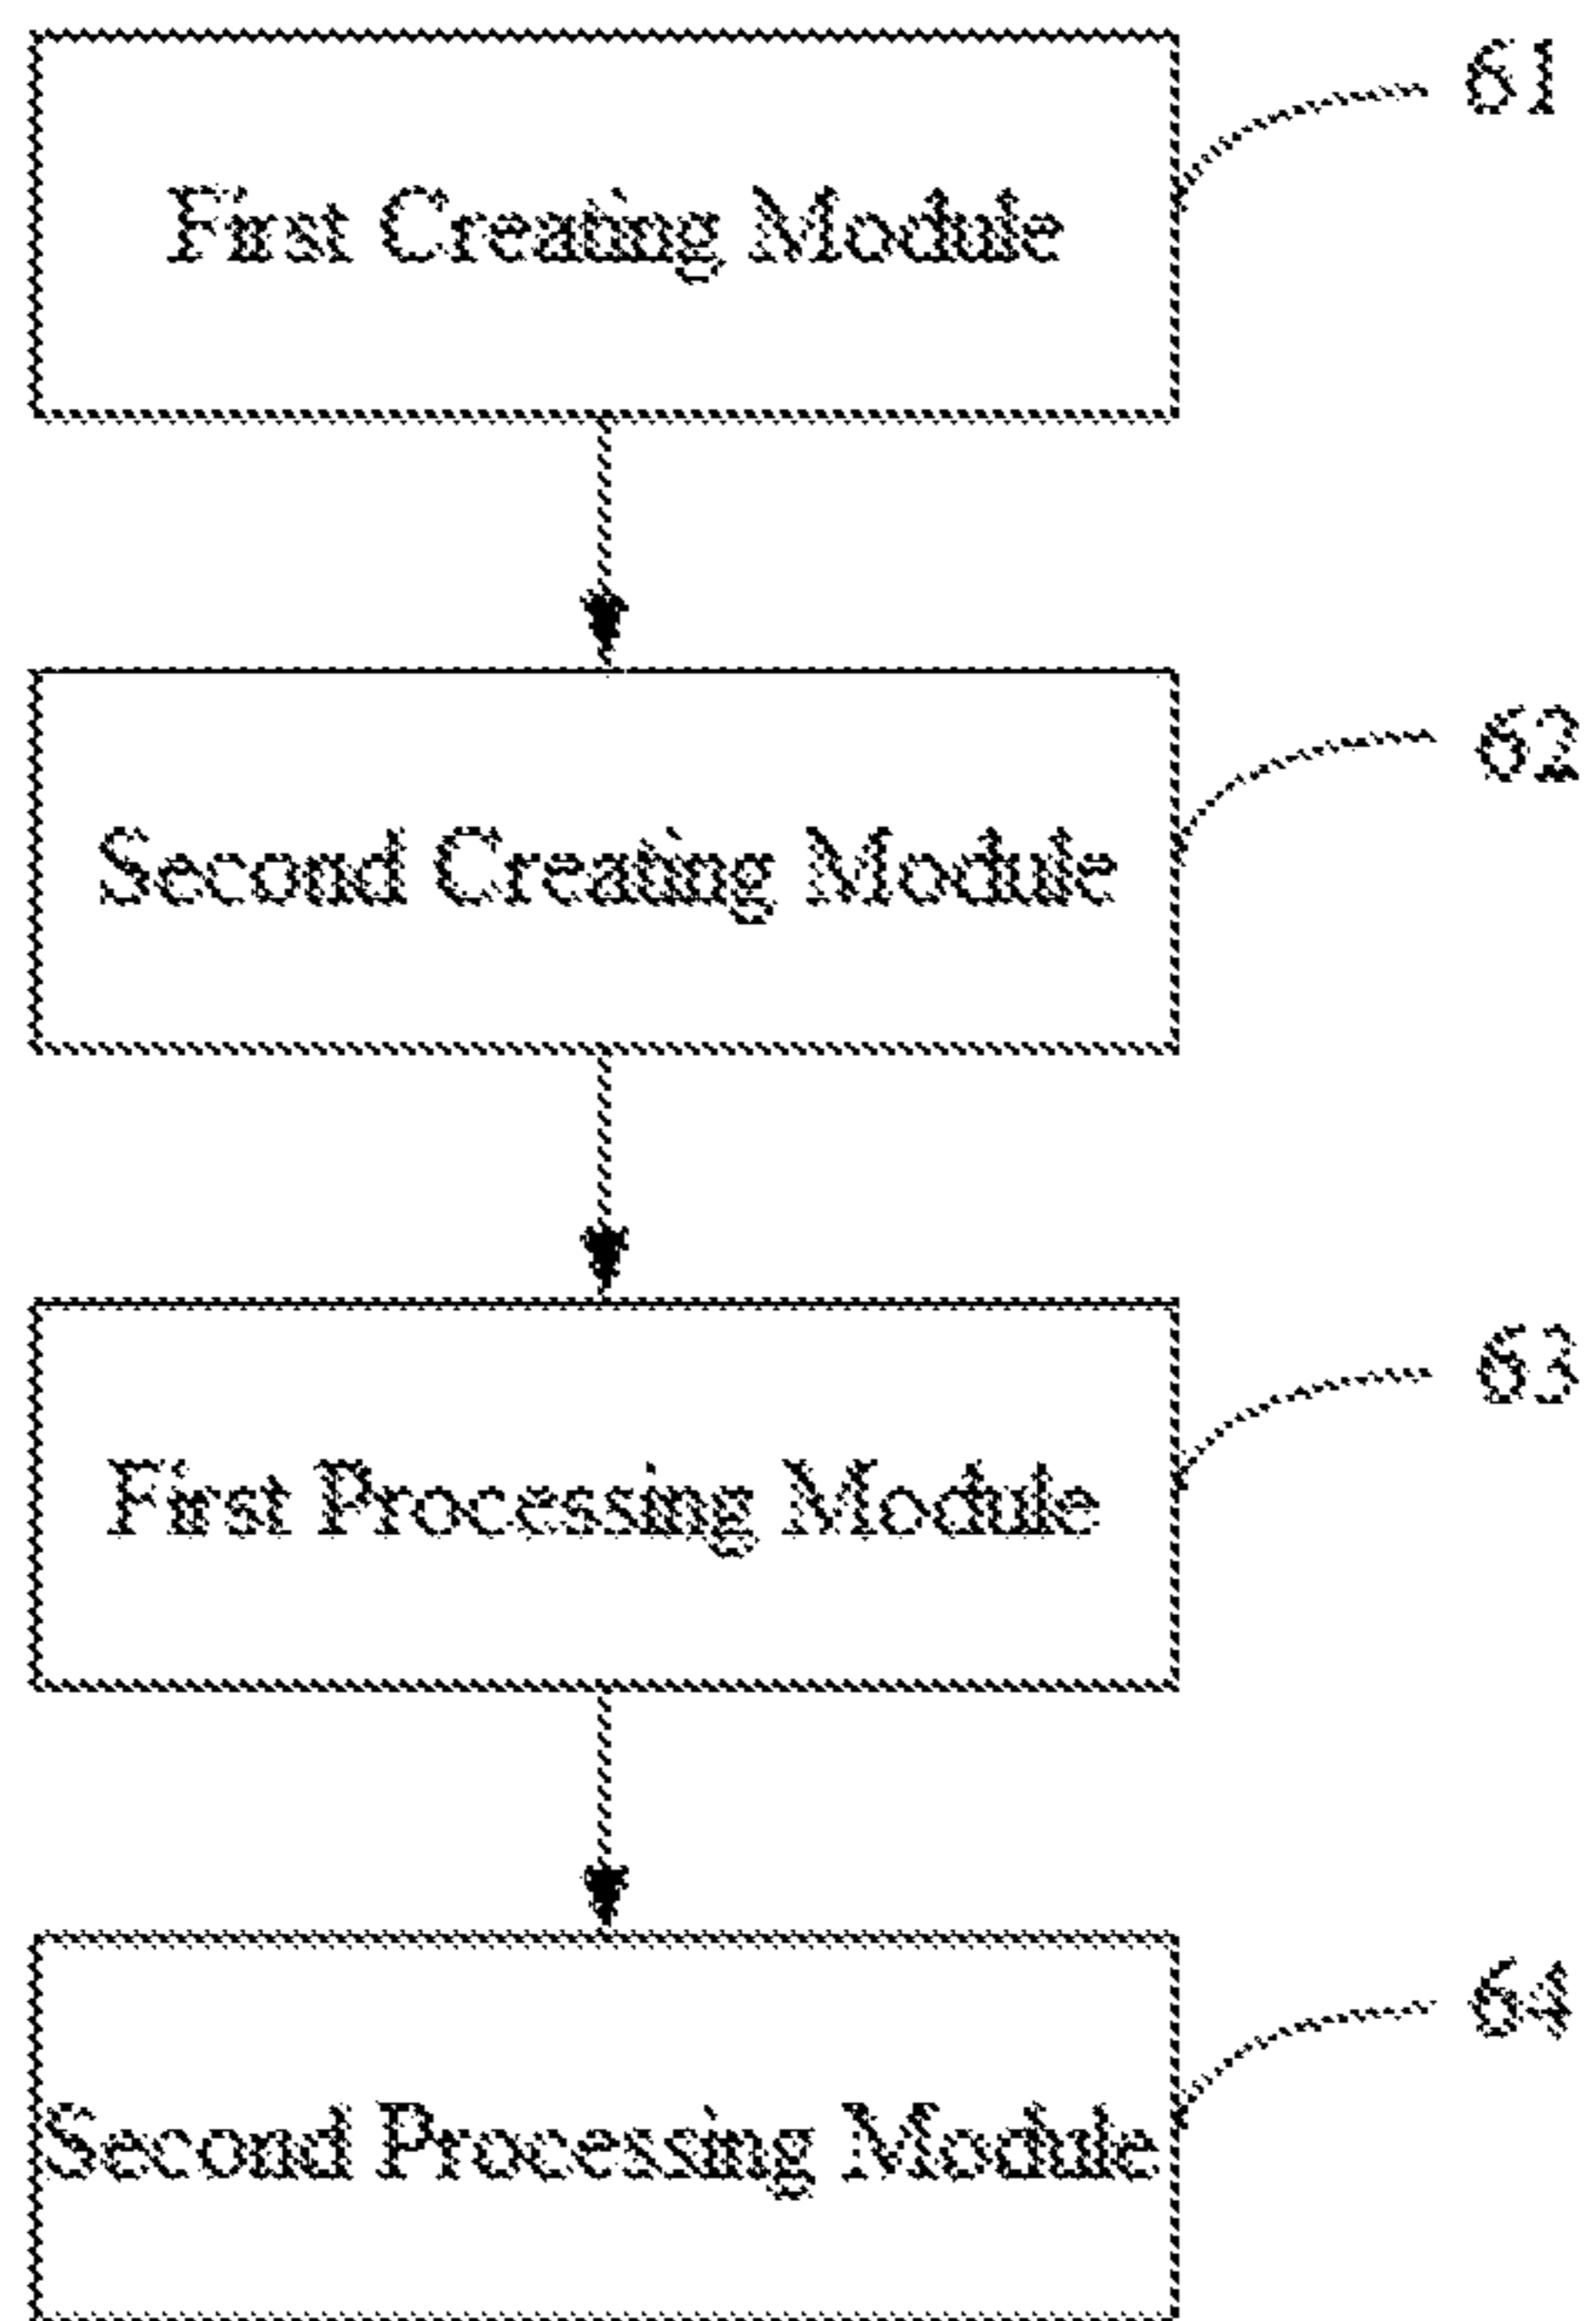 First Creating Module
61
Second Creating Module
62
First Processing Module
63
Second Processing Module
64